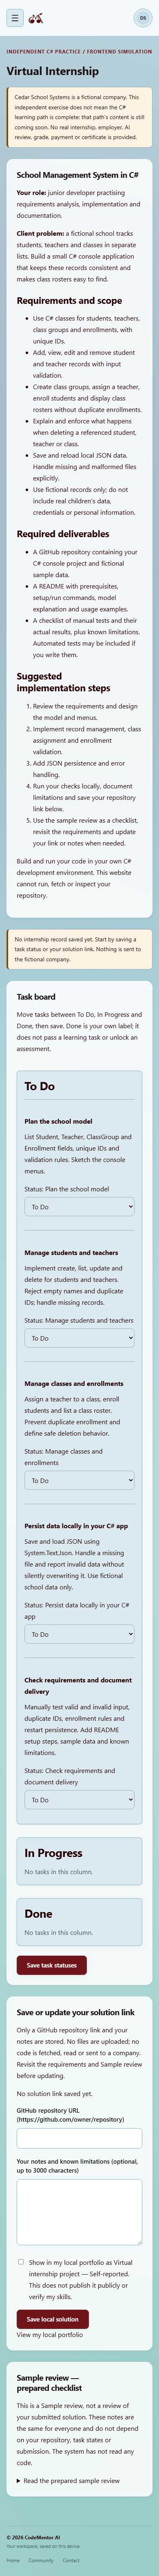 DS
INDEPENDENT C# PRACTICE / FRONTEND SIMULATION
Virtual Internship
Cedar School Systems is a fictional company. This
independent exercise does not mean the C#
learning path is complete: that path's content is still
coming soon. No real internship, employer, AI
review, grade, payment or certificate is provided.
School Management System in C#
Your role: junior developer practising
requirements analysis, implementation and
documentation.
Client problem: a fictional school tracks
students, teachers and classes in separate
lists. Build a small C# console application
that keeps these records consistent and
makes class rosters easy to find.
Requirements and scope
• Use C# classes for students, teachers,
class groups and enrollments, with
unique IDs.
• Add, view, edit and remove student
and teacher records with input
validation.
• Create class groups, assign a teacher,
enroll students and display class
rosters without duplicate enrollments.
• Explain and enforce what happens
when deleting a referenced student,
teacher or class.
• Save and reload local JSON data.
Handle missing and malformed files
explicitly.
• Use fictional records only; do not
include real children's data,
credentials or personal information.
Required deliverables
• A GitHub repository containing your
C# console project and fictional
sample data.
• A README with prerequisites,
setup/run commands, model
explanation and usage examples.
• A checklist of manual tests and their
actual results, plus known limitations.
Automated tests may be included if
you write them.
Suggested
implementation steps
1. Review the requirements and design
the model and menus.
2. Implement record management, class
assignment and enrollment
validation.
3. Add JSON persistence and error
handling.
4. Run your checks locally, document
limitations and save your repository
link below.
5. Use the sample review as a checklist,
revisit the requirements and update
your link or notes when needed.
Build and run your code in your own C#
development environment. This website
cannot run, fetch or inspect your
repository.
No internship record saved yet. Start by saving a
task status or your solution link. Nothing is sent to
the fictional company.
Task board
Move tasks between To Do, In Progress and
Done, then save. Done is your own label; it
does not pass a learning task or unlock an
assessment.
To Do
Plan the school model
List Student, Teacher, ClassGroup and
Enrollment fields, unique IDs and
validation rules. Sketch the console
menus.
Status: Plan the school model
To Do
Manage students and teachers
Implement create, list, update and
delete for students and teachers.
Reject empty names and duplicate
IDs; handle missing records.
Status: Manage students and teachers
To Do
Manage classes and enrollments
Assign a teacher to a class, enroll
students and list a class roster.
Prevent duplicate enrollment and
define safe deletion behavior.
Status: Manage classes and
enrollments
To Do
Persist data locally in your C# app
Save and load JSON using
System.Text.Json. Handle a missing
file and report invalid data without
silently overwriting it. Use fictional
school data only.
Status: Persist data locally in your C#
app
To Do
Check requirements and document
delivery
Manually test valid and invalid input,
duplicate IDs, enrollment rules and
restart persistence. Add README
setup steps, sample data and known
limitations.
Status: Check requirements and
document delivery
To Do
In Progress
No tasks in this column.
Done
No tasks in this column.
Save task statuses
Save or update your solution link
Only a GitHub repository link and your
notes are stored. No files are uploaded; no
code is fetched, read or sent to a company.
Revisit the requirements and Sample review
before updating.
No solution link saved yet.
GitHub repository URL
(https://github.com/owner/repository)
Your notes and known limitations (optional,
up to 3000 characters)
Show in my local portfolio as Virtual
internship project — Self-reported.
This does not publish it publicly or
verify my skills.
Save local solution
View my local portfolio
Sample review —
prepared checklist
This is a Sample review, not a review of
your submitted solution. These notes are
the same for everyone and do not depend
on your repository, task states or
submission. The system has not read any
code.
▶ Read the prepared sample review
© 2026 CodeMentor AI
Your workspace, saved on this device.
Home Community Contact